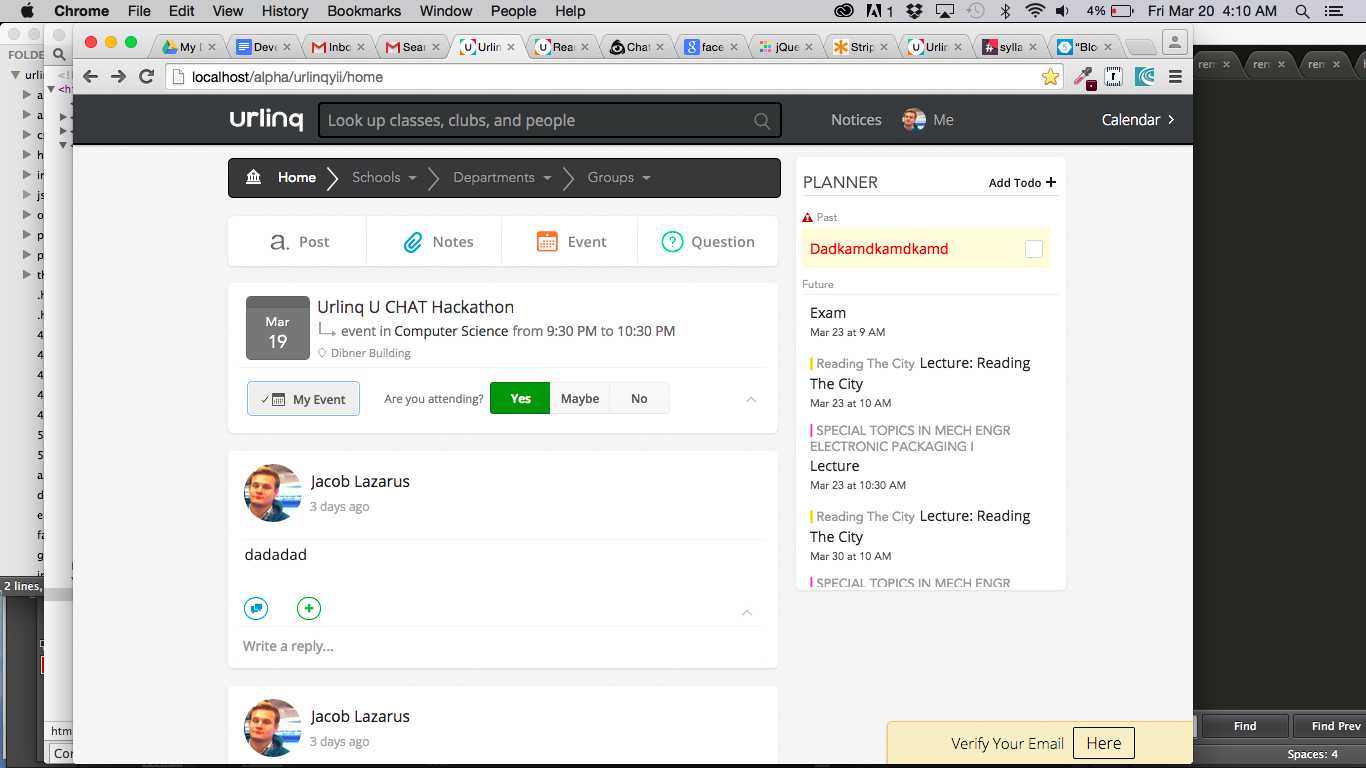 Chrome File Edit View History Bookmarks Window People Help 1 4% Fri Mar 20 4:10 AM
My Deve Inbo Sear Urlin Rea Chat face jQue Strip Urlin sylla "Blo
localhost/alpha/urlinqyii/home
FOLDE
urlin
2 lines,
htm
Con
urlinq
Look up classes, clubs, and people
Notices
Me
Calendar
Home
Schools
Departments
Groups
a. Post
Notes
Event
Question
Mar
19
Urlinq U CHAT Hackathon
event in Computer Science from 9:30 PM to 10:30 PM
Dibner Building
My Event
Are you attending?
Yes
Maybe
No
Jacob Lazarus
3 days ago
dadadad
Write a reply...
Jacob Lazarus
3 days ago
PLANNER
Add Todo +
Past
Dadkamdkamdkamd
Future
Exam
Mar 23 at 9 AM
Reading The City Lecture: Reading
The City
Mar 23 at 10 AM
SPECIAL TOPICS IN MECH ENGR
ELECTRONIC PACKAGING I
Lecture
Mar 23 at 10:30 AM
Reading The City Lecture: Reading
The City
Mar 30 at 10 AM
SPECIAL TOPICS IN MECH ENGR
Verify Your Email
Here
Find
Find Prev
Spaces: 4